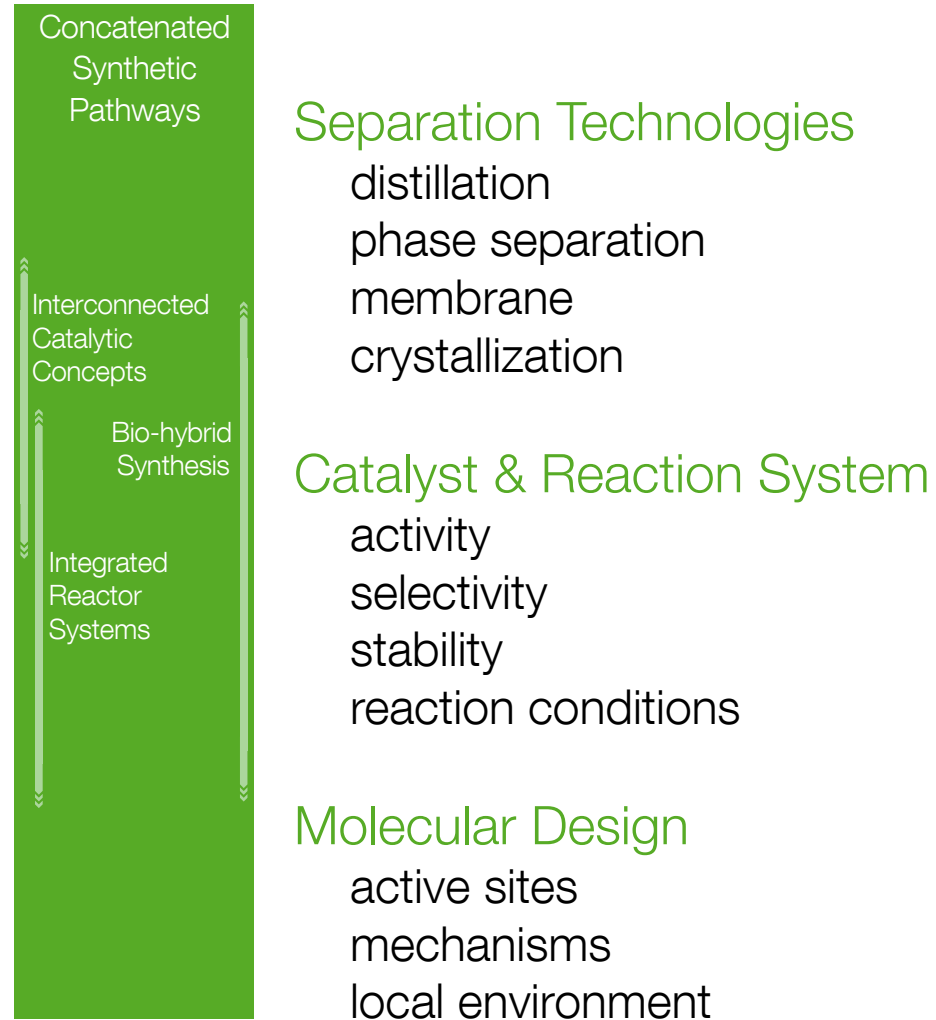 Concatenated
Synthetic
Pathways
Interconnected
Catalytic
Concepts
Bio-hybrid
Synthesis
Integrated
Reactor
Systems
Separation Technologies
distillation
phase separation
membrane
crystallization
Catalyst & Reaction System
activity
selectivity
stability
reaction conditions
Molecular Design
active sites
mechanisms
local environment